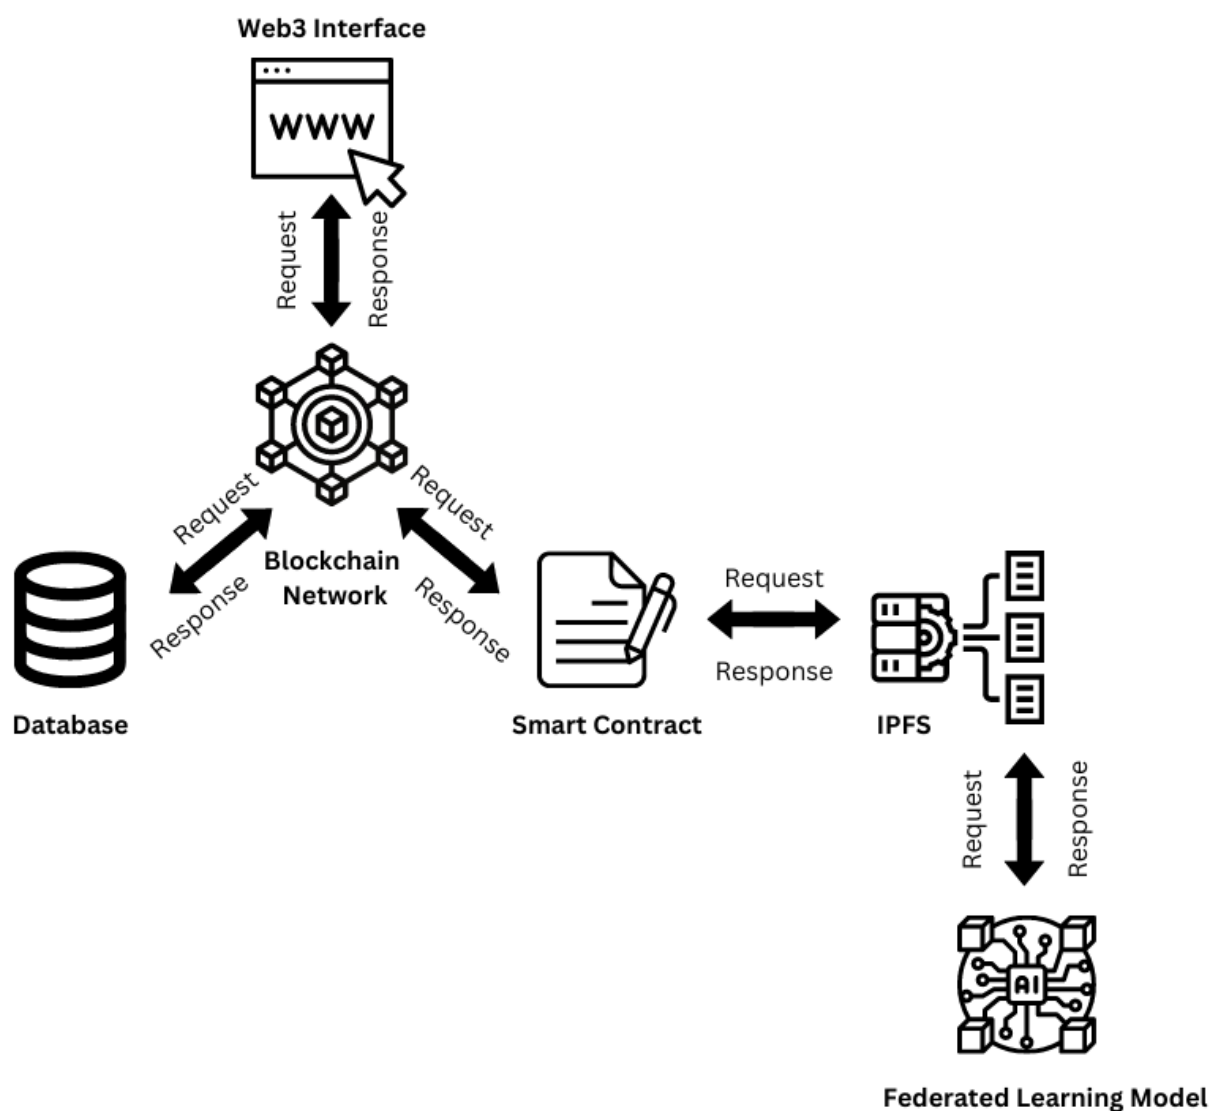 Web3 Interface
WWW
Request
Response
Request
Response
Request
Response
Blockchain
Network
Database
Smart Contract
Request
Response
IPFS
Request
Response
AI
Federated Learning Model